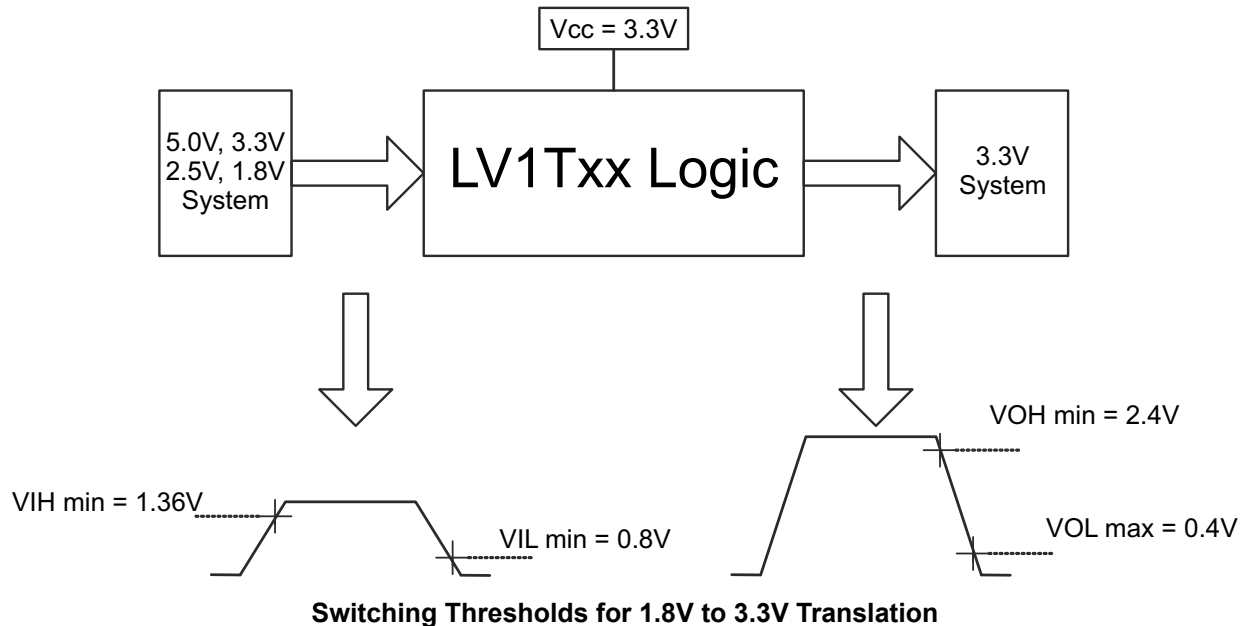 Vcc = 3.3V
5.0V, 3.3V
2.5V, 1.8V
System
LV1Txx Logic
3.3V
System
VIH min = 1.36V
VIL min = 0.8V
VOH min = 2.4V
VOL max = 0.4V
Switching Thresholds for 1.8V to 3.3V Translation